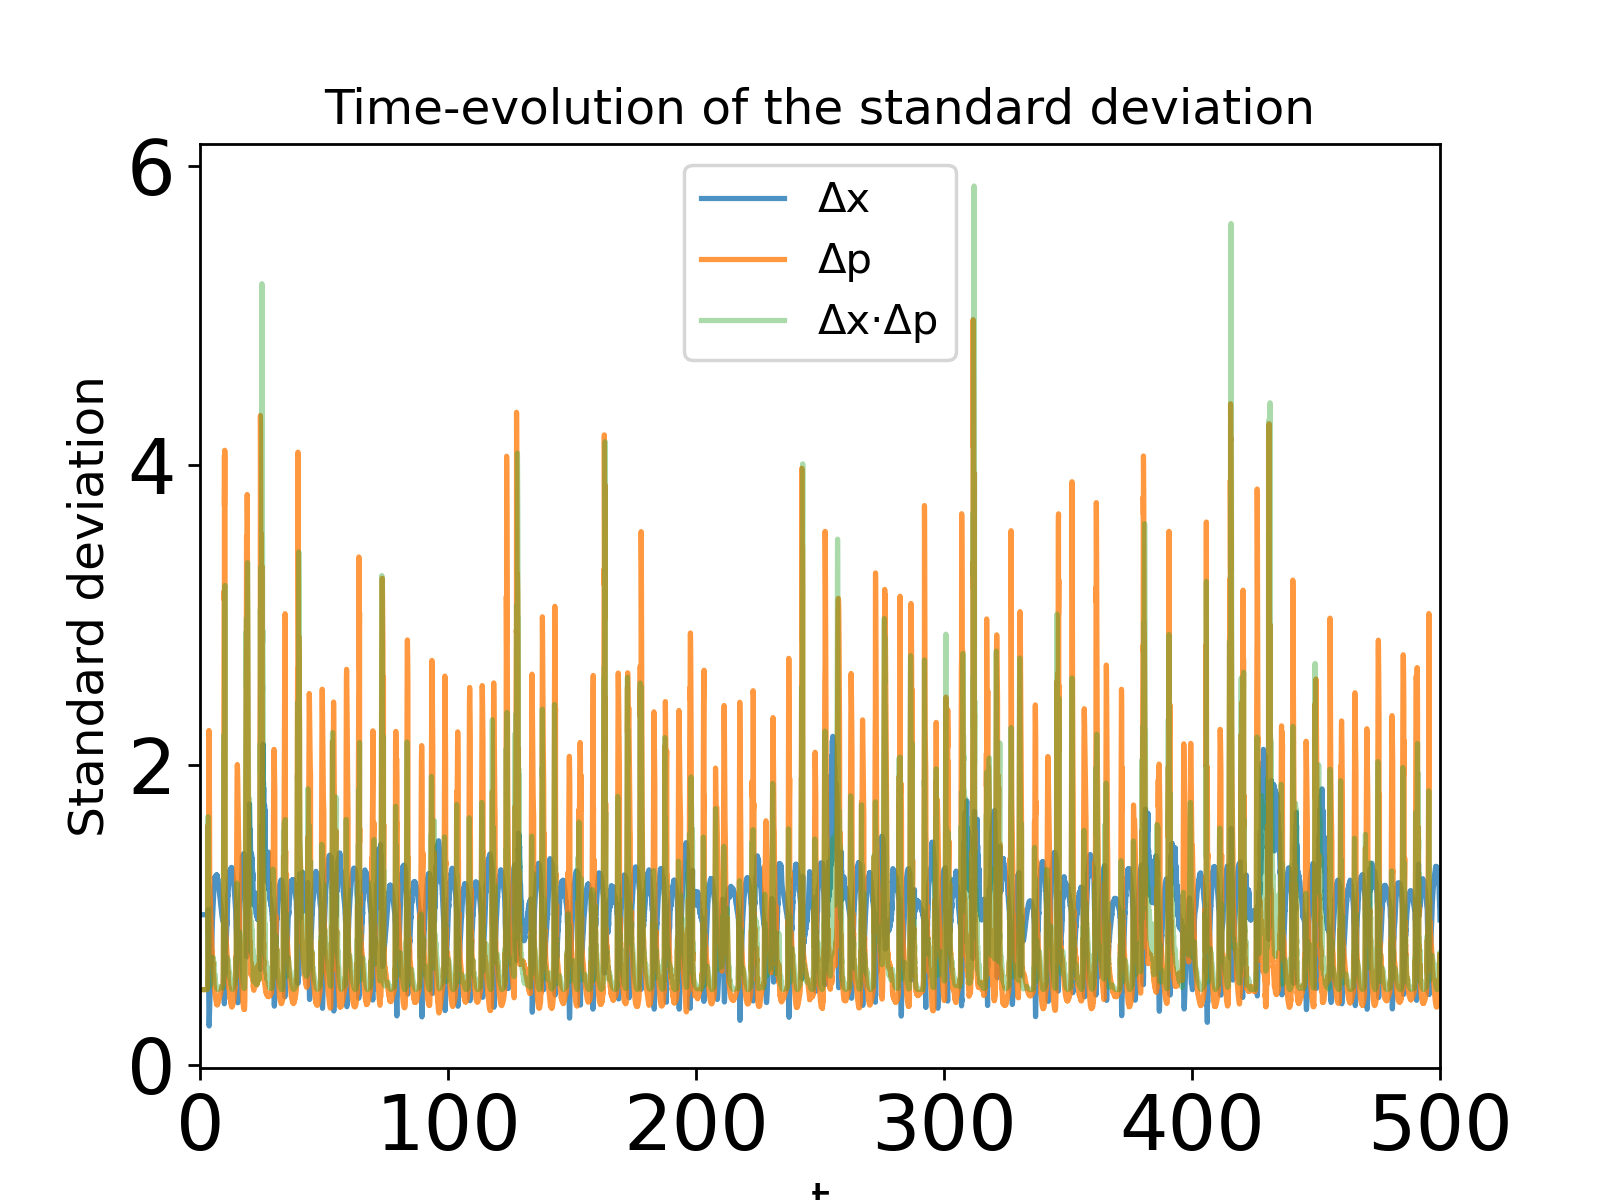 Time-evolution of the standard deviation
Standard deviation
6
4
2
0
Δx
Δp
Δx·Δp
0 100 200 300 400 500
t